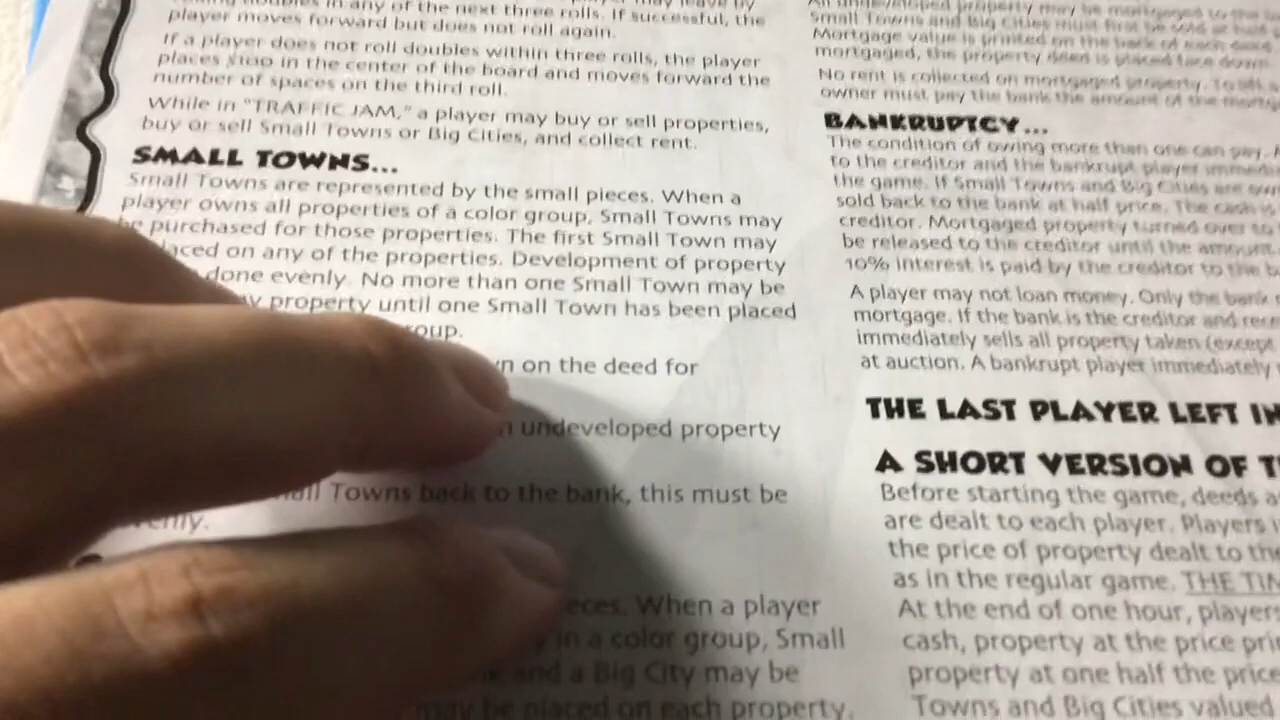 in any of the next three rolls. If successful, the
player moves forward but does not roll again.
If a player does not roll doubles within three rolls, the player
places $100 in the center of the board and moves forward the
number of spaces on the third roll.
While in "TRAFFIC JAM," a player may buy or sell properties,
buy or sell Small Towns or Big Cities, and collect rent.
SMALL TOWNS...
Small Towns are represented by the small pieces. When a
player owns all properties of a color group, Small Towns may
be purchased for those properties. The first Small Town may
on any of the properties. Development of property
done evenly. No more than one Small Town may be
property until one Small Town has been placed
on the deed for
undeveloped property
Towns back to the bank, this must be
When a player
in a color group, Small
and a Big City may be
may be placed on each property.
Small Towns and Big Cities must first be sold at half
Mortgage value is printed on the back of each deed
mortgaged, the property deed is placed face down.
No rent is collected on mortgaged property. To lift
owner must pay the bank the amount of the
BANKRUPTCY...
The condition of owing more than one can pay.
to the creditor and the bankrupt player
the game. If Small Towns and Big Cities are
sold back to the bank at half price. The cash is
creditor. Mortgaged property turned over to
be released to the creditor until the amount
10% interest is paid by the creditor to the
A player may not loan money. Only the bank
mortgage. If the bank is the creditor and
immediately sells all property taken (except
at auction. A bankrupt player immediately
THE LAST PLAYER LEFT IN
A SHORT VERSION OF
Before starting the game, deeds
are dealt to each player. Players
the price of property dealt to
as in the regular game. THE
At the end of one hour, players
cash, property at the price
property at one half the price
Towns and Big Cities valued